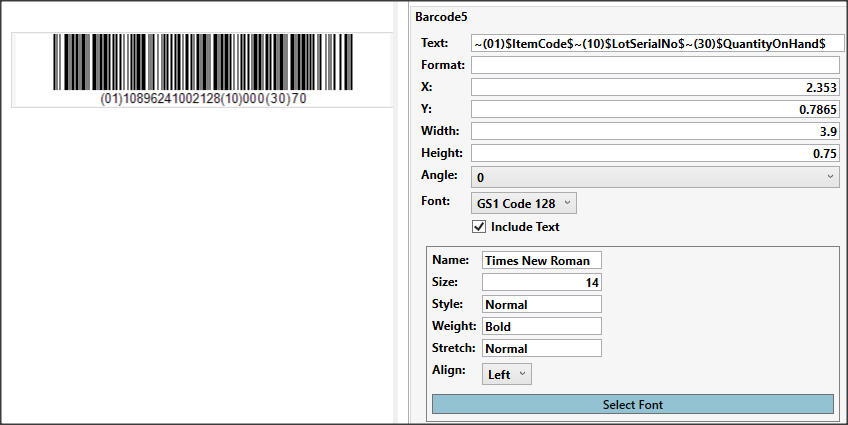 (01)10896241002128(10)000(30)70
Barcode5
Text: ~(01)$ItemCode$~(10)$LotSerialNo$~(30)$QuantityOnHand$
Format:
X: 2.353
Y: 0.7865
Width: 3.9
Height: 0.75
Angle: 0
Font: GS1 Code 128
Include Text
Name: Times New Roman
Size: 14
Style: Normal
Weight: Bold
Stretch: Normal
Align: Left
Select Font